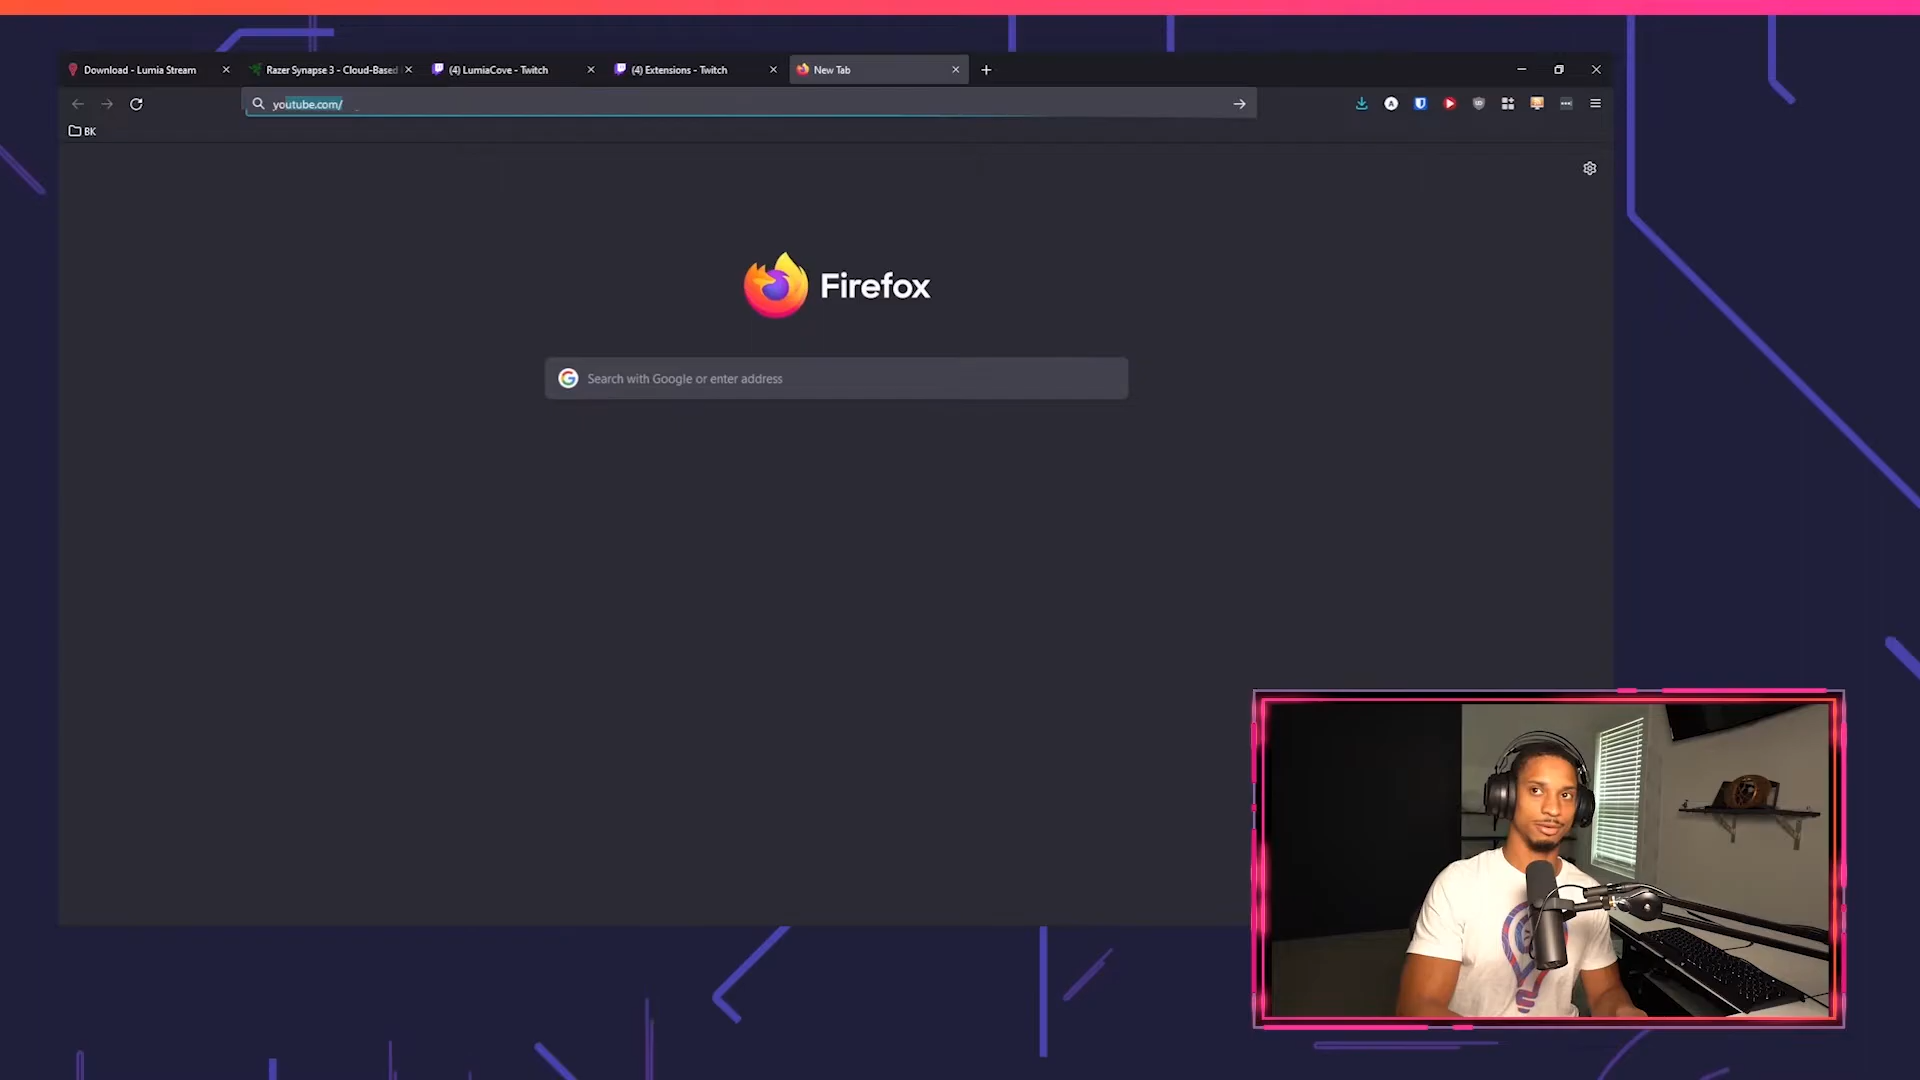 Download - Lumia Stream
Razer Synapse 3 - Cloud-Based
(4) LumiaCove - Twitch
(4) Extensions - Twitch
New Tab
youtube.com/
BK
Firefox
Search with Google or enter address